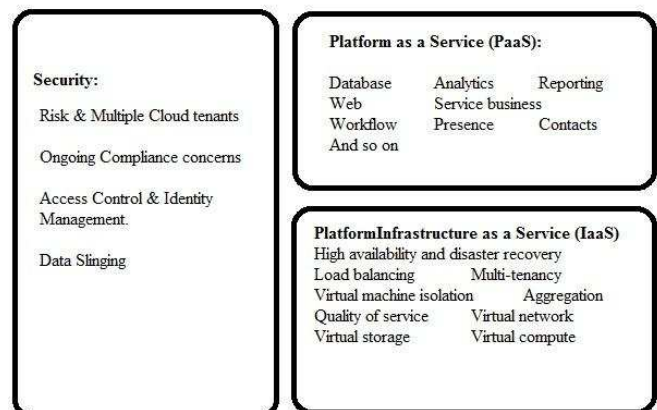 Security:
Risk & Multiple Cloud tenants
Ongoing Compliance concerns
Access Control & Identity
Management.
Data Slinging
Platform as a Service (PaaS):
Database Analytics Reporting
Web Service business
Workflow Presence Contacts
And so on
PlatformInfrastructure as a Service (IaaS)
High availability and disaster recovery
Load balancing Multi-tenancy
Virtual machine isolation Aggregation
Quality of service Virtual network
Virtual storage Virtual compute